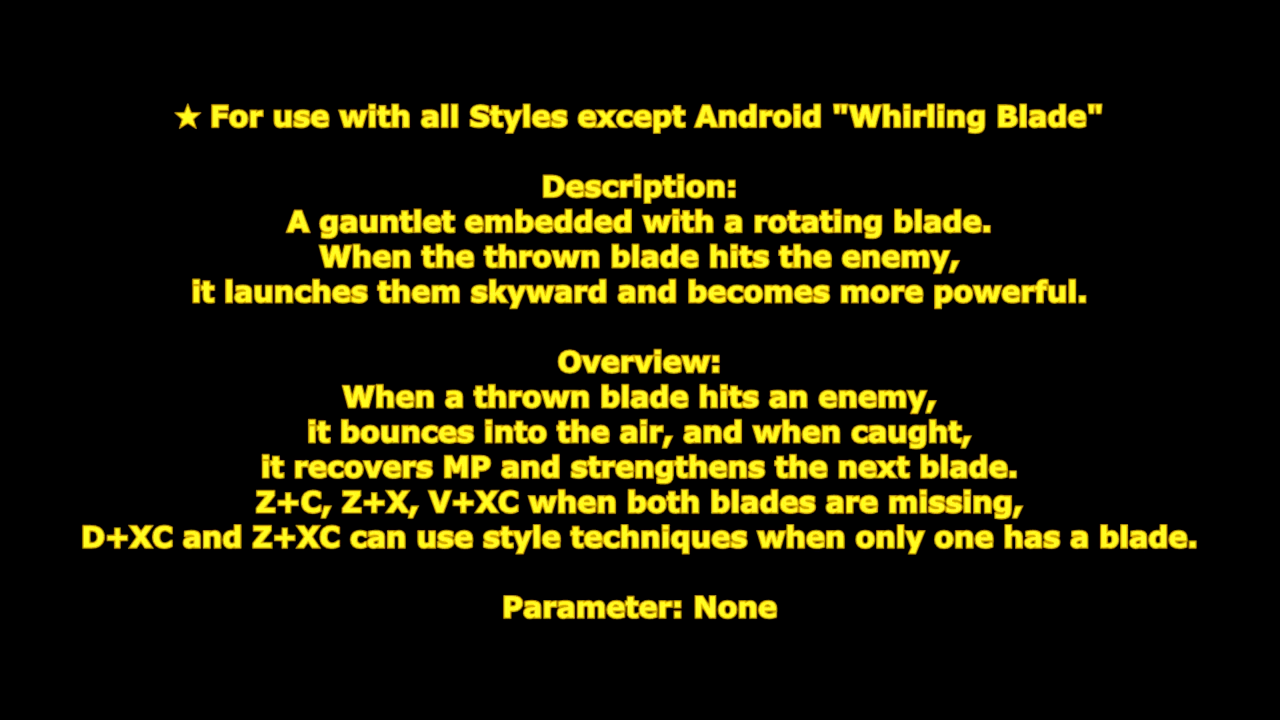 ★ For use with all Styles except Android "Whirling Blade"
Description:
A gauntlet embedded with a rotating blade.
When the thrown blade hits the enemy,
it launches them skyward and becomes more powerful.
Overview:
When a thrown blade hits an enemy,
it bounces into the air, and when caught,
it recovers MP and strengthens the next blade.
Z+C, Z+X, V+XC when both blades are missing,
D+XC and Z+XC can use style techniques when only one has a blade.
Parameter: None